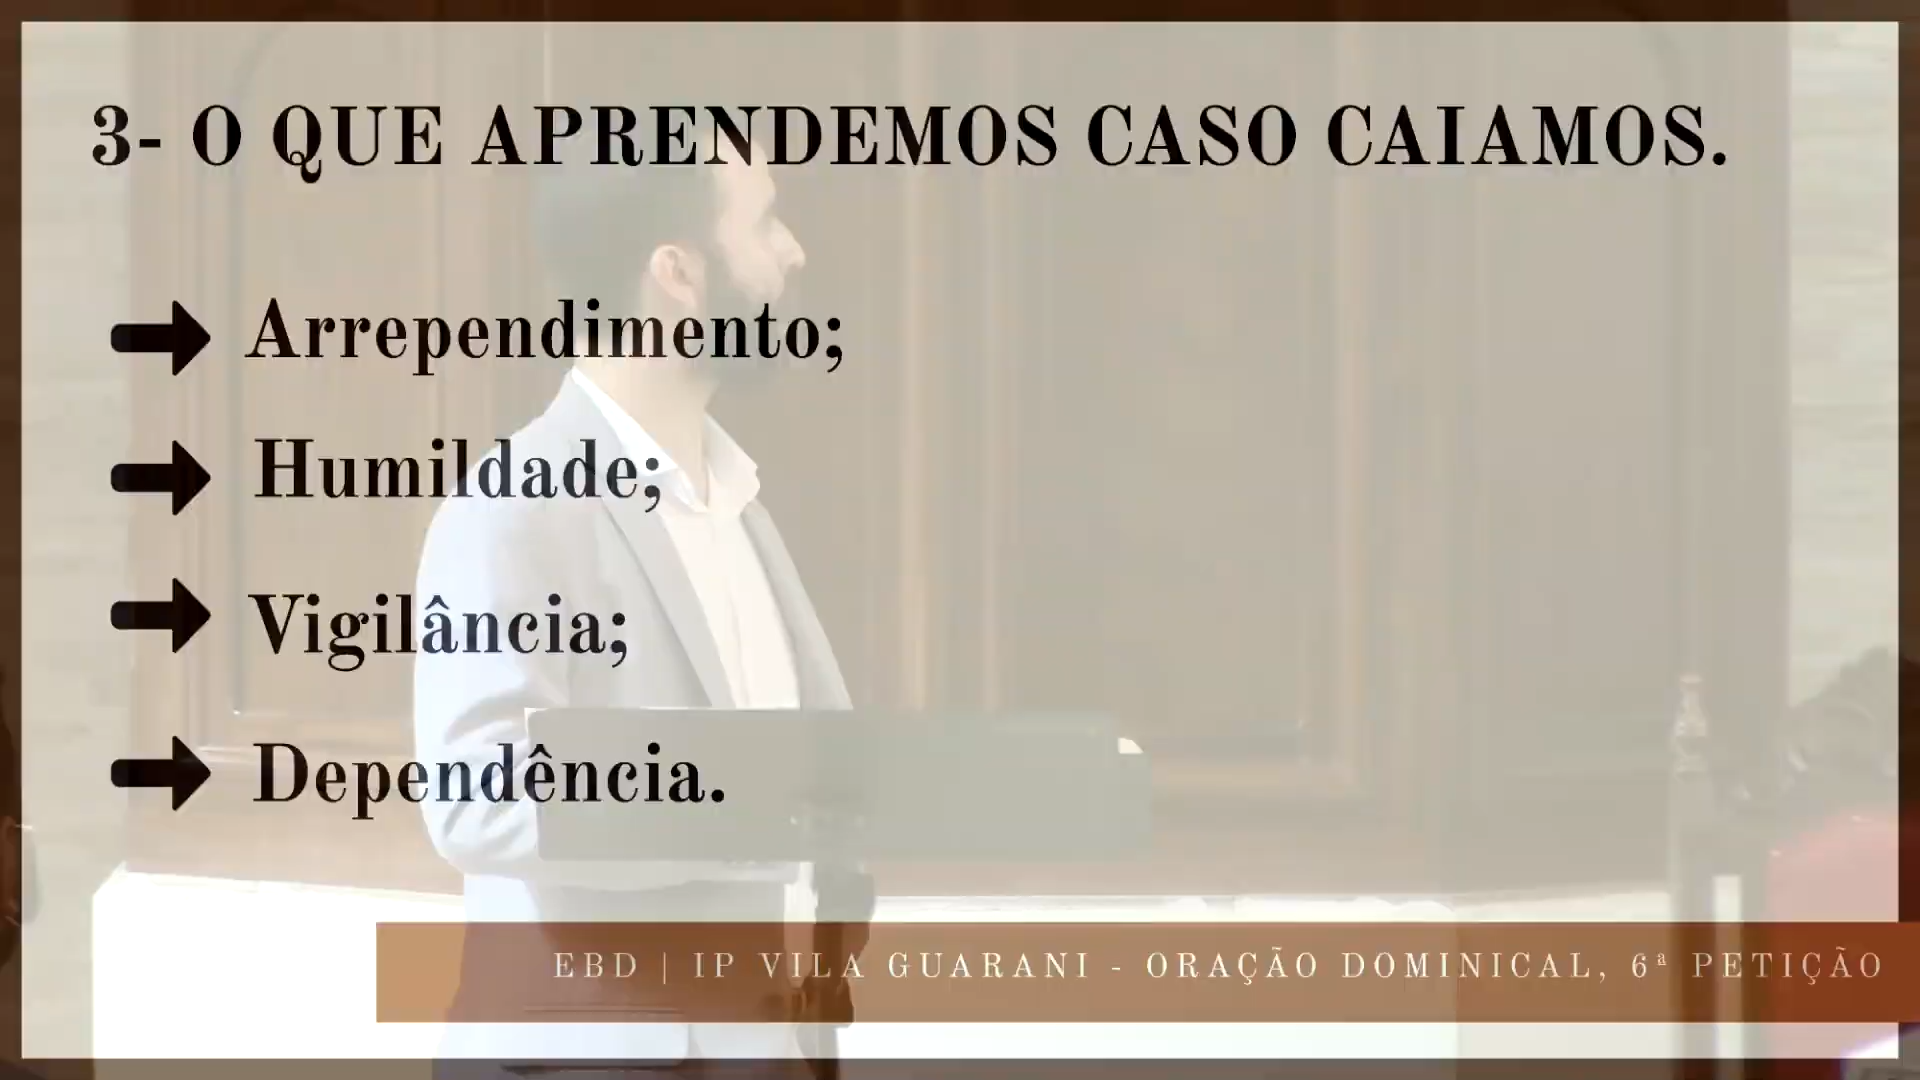 3- O QUE APRENDEMOS CASO CAIAMOS.
Arrependimento;
Humildade;
Vigilância;
Dependência.
EBD | IP VILA GUARANI - ORAÇÃO DOMINICAL, 6ª PETIÇÃO